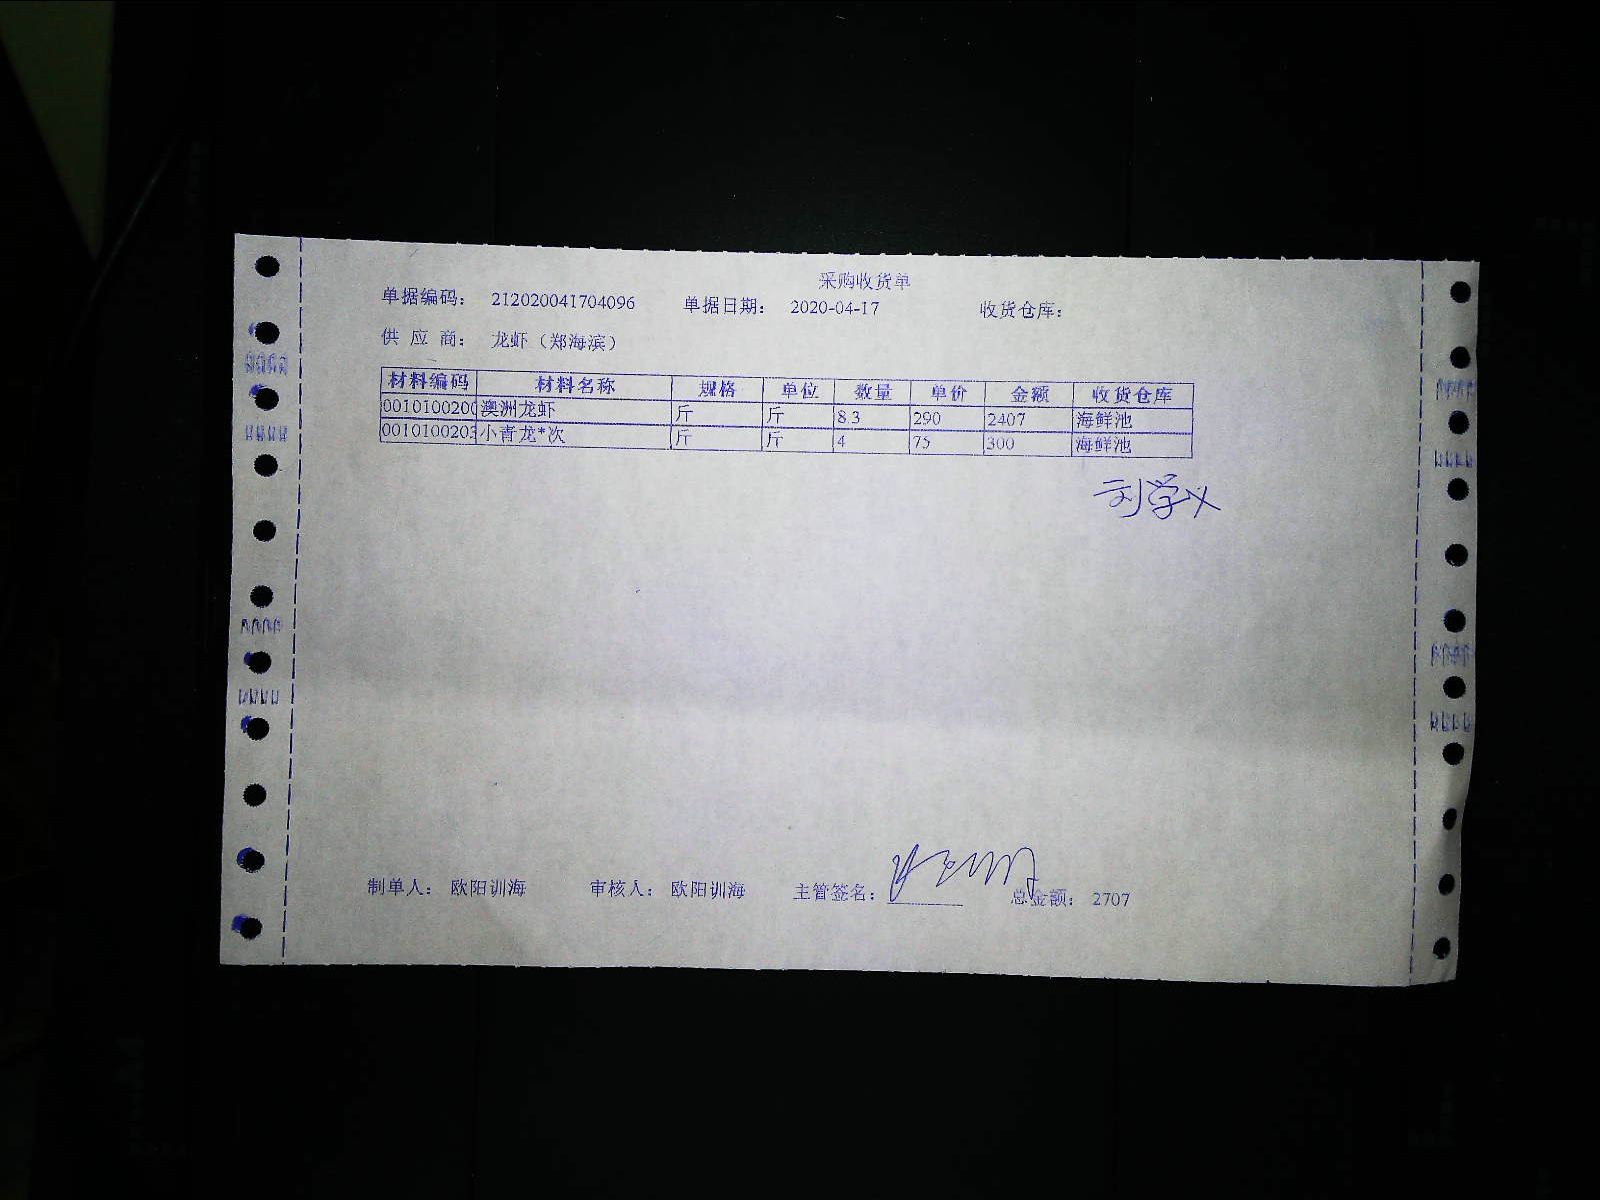 采购收货单
单据编码： 212020041704096 单据日期： 2020-04-17 收货仓库：
供 应 商： 龙虾（郑海滨）
材料编码 材料名称 规格 单位 数量 单价 金额 收货仓库
0010100200 澳洲龙虾 斤 斤 8.3 290 2407 海鲜池
0010100203 小青龙*次 斤 斤 4 75 300 海鲜池
刘学义
制单人： 欧阳训海 审核人： 欧阳训海 主管签名： 总金额： 2707